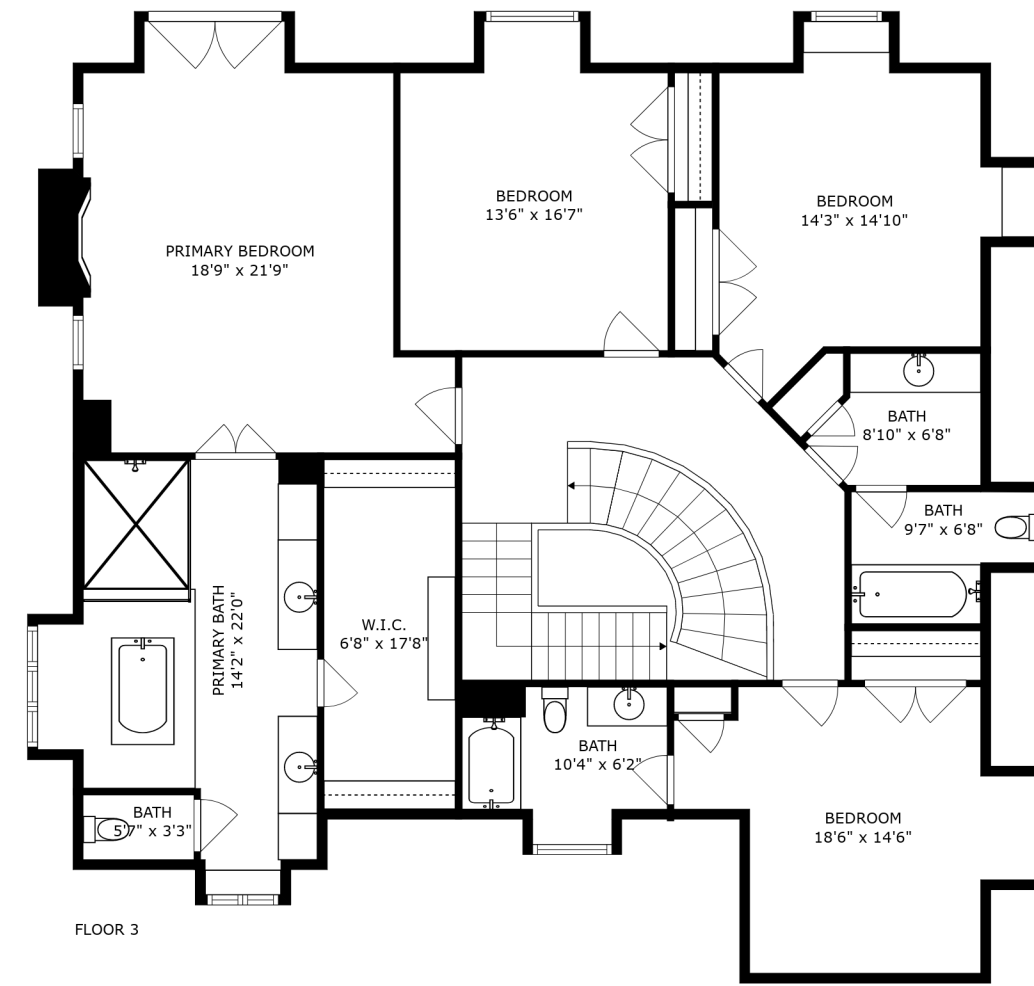 BEDROOM
13'6" x 16'7"
BEDROOM
14'3" x 14'10"
PRIMARY BEDROOM
18'9" x 21'9"
BATH
8'10" x 6'8"
BATH
9'7" x 6'8"
PRIMARY BATH
14'2" x 22'0"
W.I.C.
6'8" x 17'8"
BATH
10'4" x 6'2"
BATH
5'7" x 3'3"
BEDROOM
18'6" x 14'6"
FLOOR 3